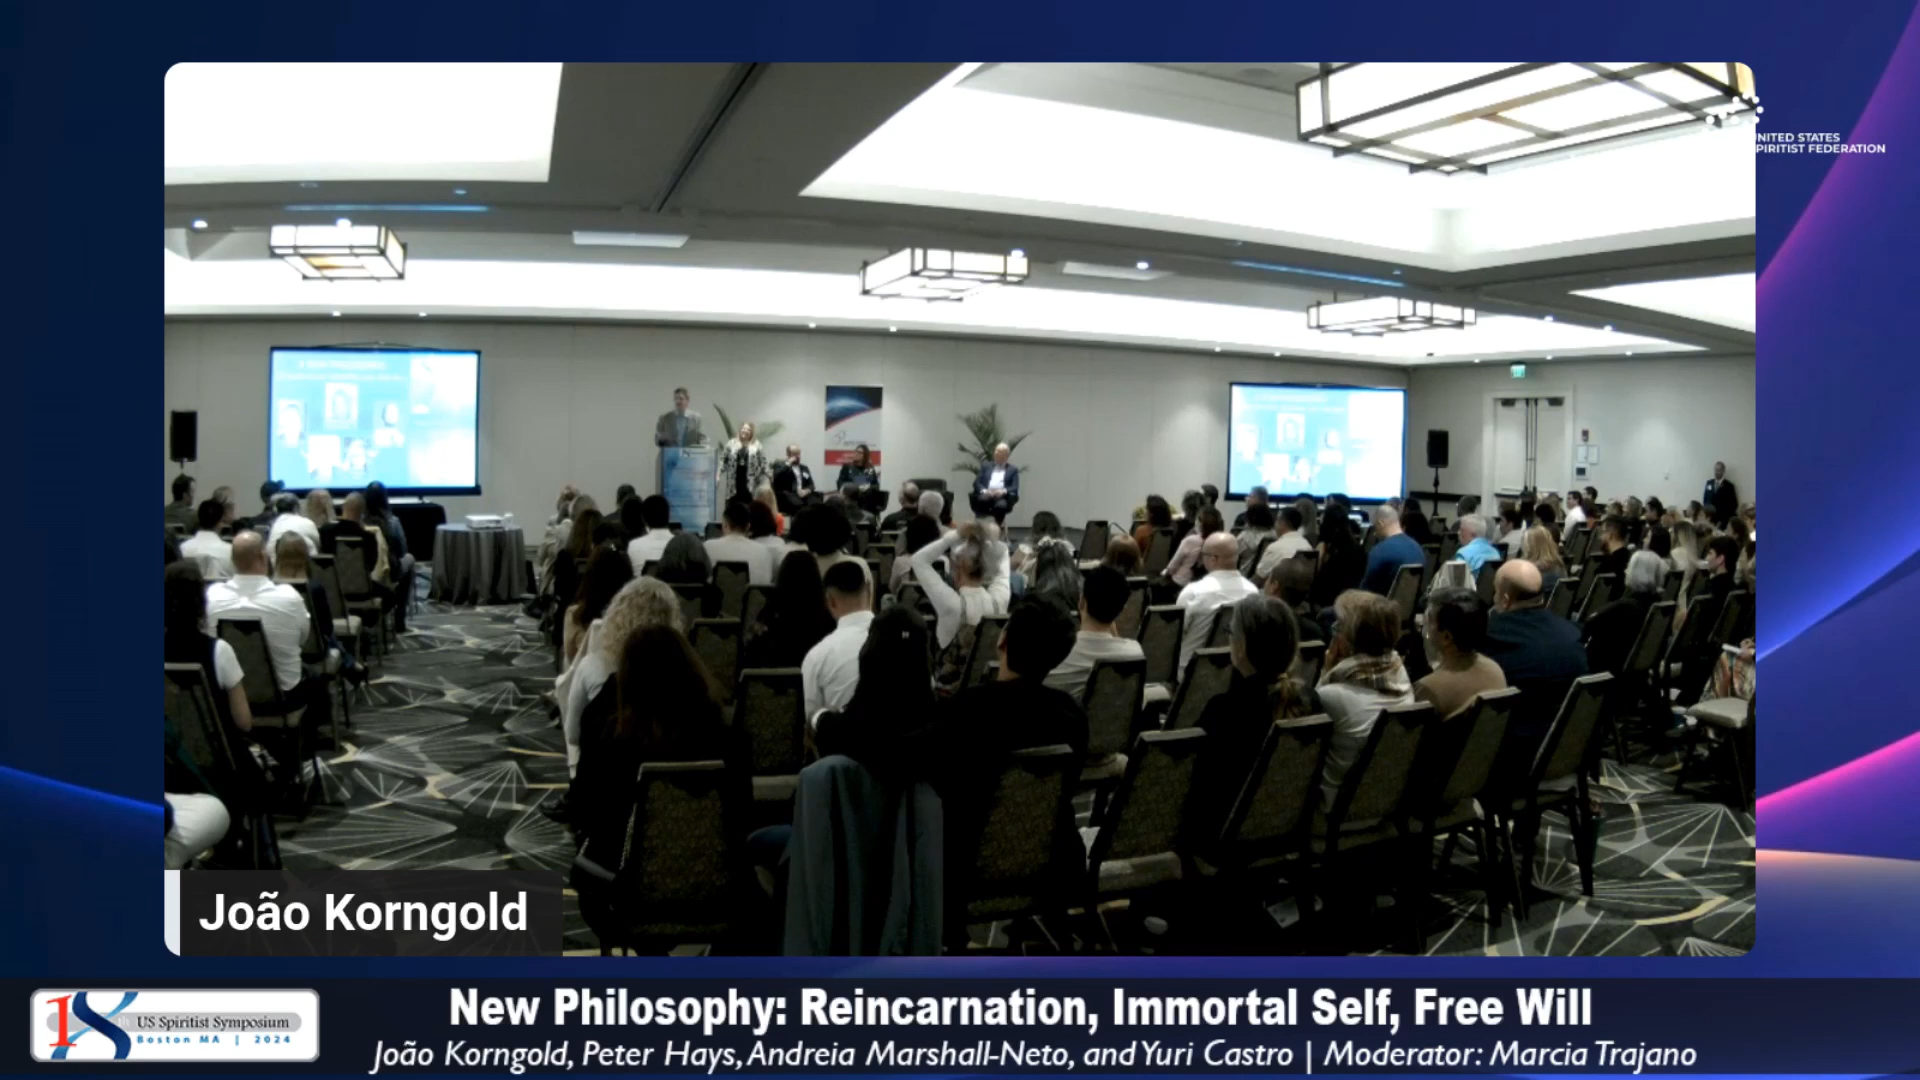 NITED STATES
PIRITIST FEDERATION
João Korngold
18th US Spiritist Symposium
Boston MA | 2024
New Philosophy: Reincarnation, Immortal Self, Free Will
João Korngold, Peter Hays, Andreia Marshall-Neto, and Yuri Castro | Moderator: Marcia Trajano